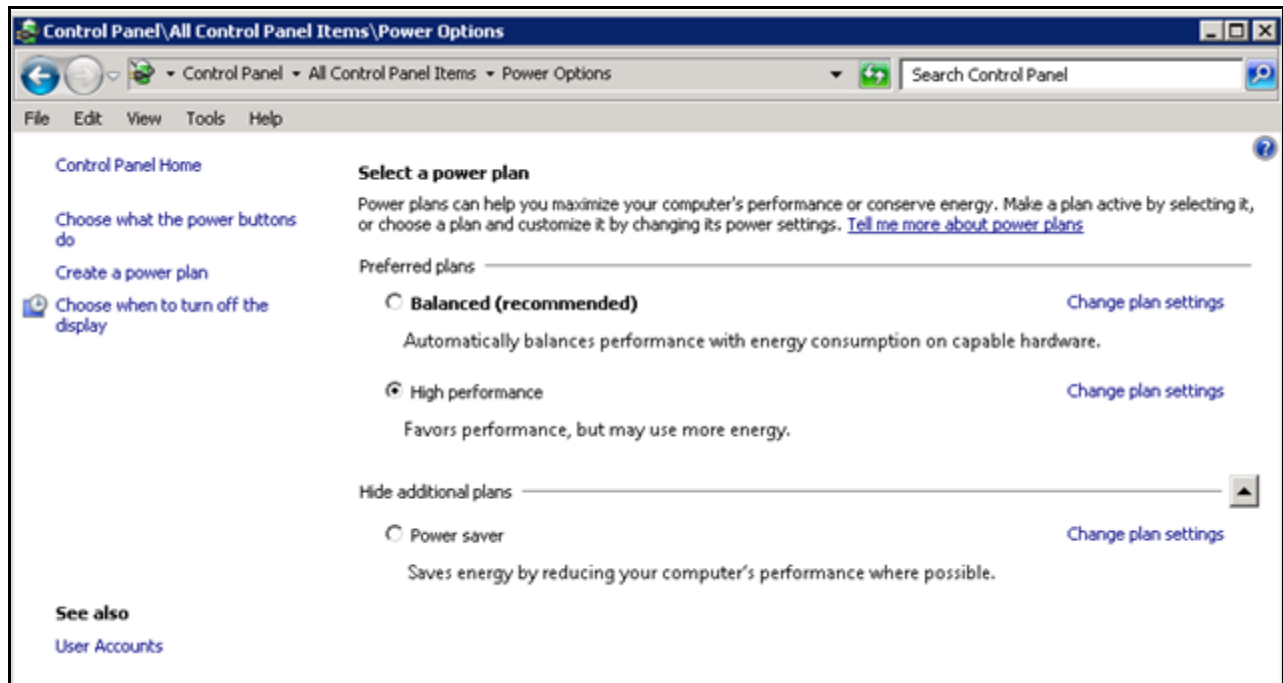 Control Panel\All Control Panel Items\Power Options
Control Panel All Control Panel Items Power Options
Search Control Panel
File Edit View Tools Help
Control Panel Home
Choose what the power buttons
do
Create a power plan
Choose when to turn off the
display
See also
User Accounts
Select a power plan
Power plans can help you maximize your computer's performance or conserve energy. Make a plan active by selecting it,
or choose a plan and customize it by changing its power settings. Tell me more about power plans
Preferred plans
Balanced (recommended) Change plan settings
Automatically balances performance with energy consumption on capable hardware.
High performance Change plan settings
Favors performance, but may use more energy.
Hide additional plans
Power saver Change plan settings
Saves energy by reducing your computer's performance where possible.